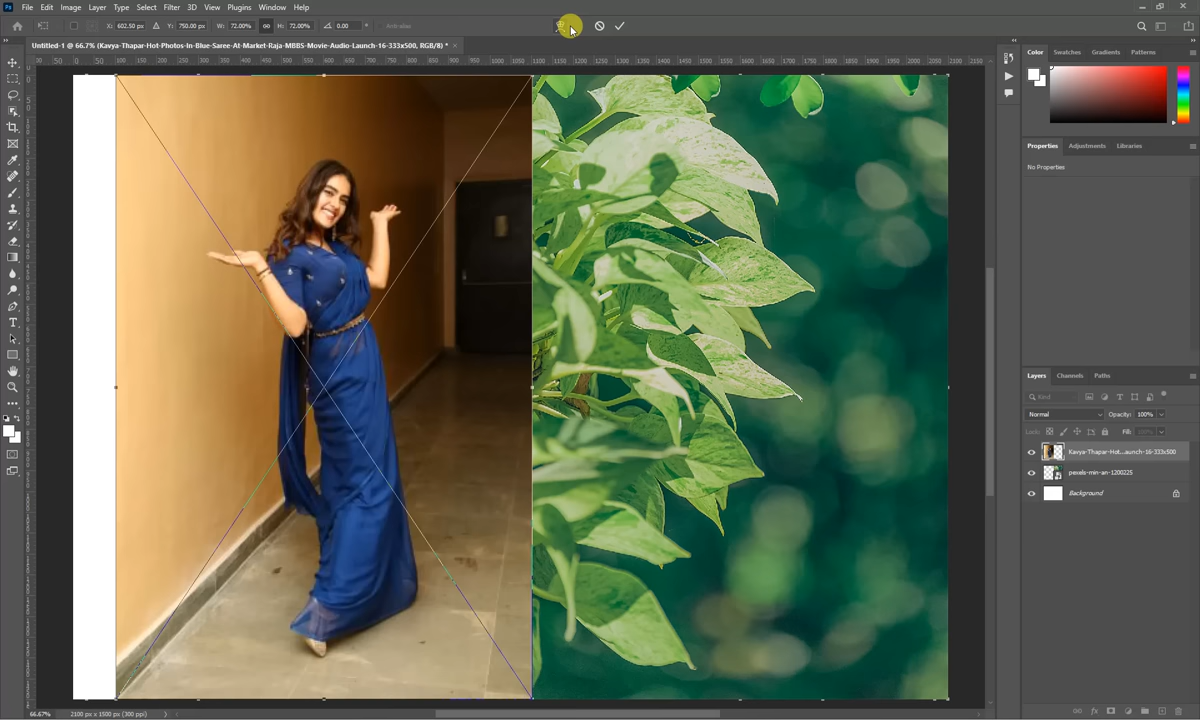 Ps File Edit Image Layer Type Select Filter 3D View Plugins Window Help
X: 602.50 px Y: 750.00 px W: 72.00% H: 72.00% 0.00 ° Anti-alias
Untitled-1 @ 66.7% (Kavya-Thapar-Hot-Photos-In-Blue-Saree-At-Market-Raja-MBBS-Movie-Audio-Launch-16-333x500, RGB/8) * ×
Color Swatches Gradients Patterns
Properties Adjustments Libraries
No Properties
Layers Channels Paths
Kind
Normal Opacity: 100%
Lock: Fill: 100%
Kavya-Thapar-Hot...aunch-16-333x500
pexels-min-an-1200225
Background
66.67% 2100 px x 1500 px (300 ppi)